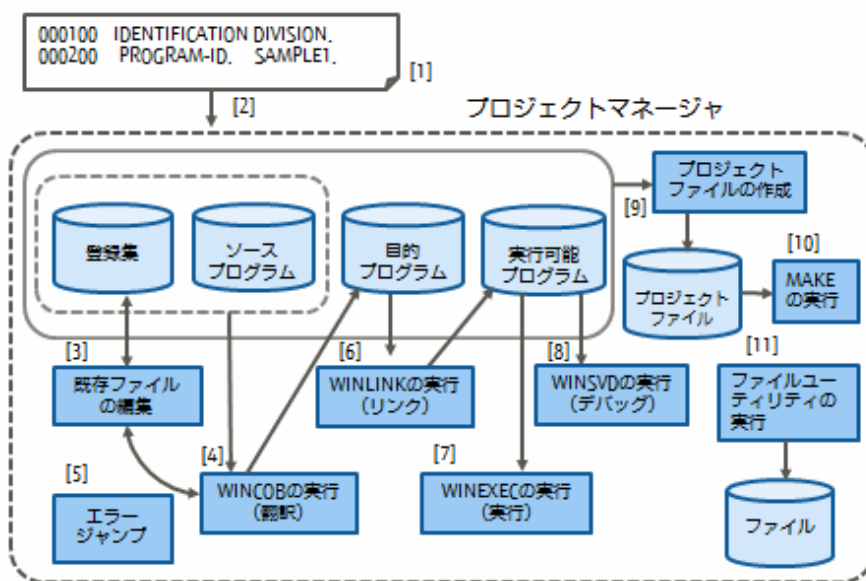 000100 IDENTIFICATION DIVISION.
000200 PROGRAM-ID. SAMPLE1.
[1]
[2]
プロジェクトマネージャ
登録集
ソース
プログラム
目的
プログラム
実行可能
プログラム
[9]
プロジェクト
ファイルの作成
プロジェクト
ファイル
[10]
MAKE
の実行
[3]
既存ファイル
の編集
[6]
WINLINKの実行
(リンク)
[8]
WINSVDの実行
(デバッグ)
[11]
ファイルユー
ティリティの
実行
[5]
エラー
ジャンプ
[4]
WINCOBの実行
(翻訳)
[7]
WINEXECの実行
(実行)
ファイル